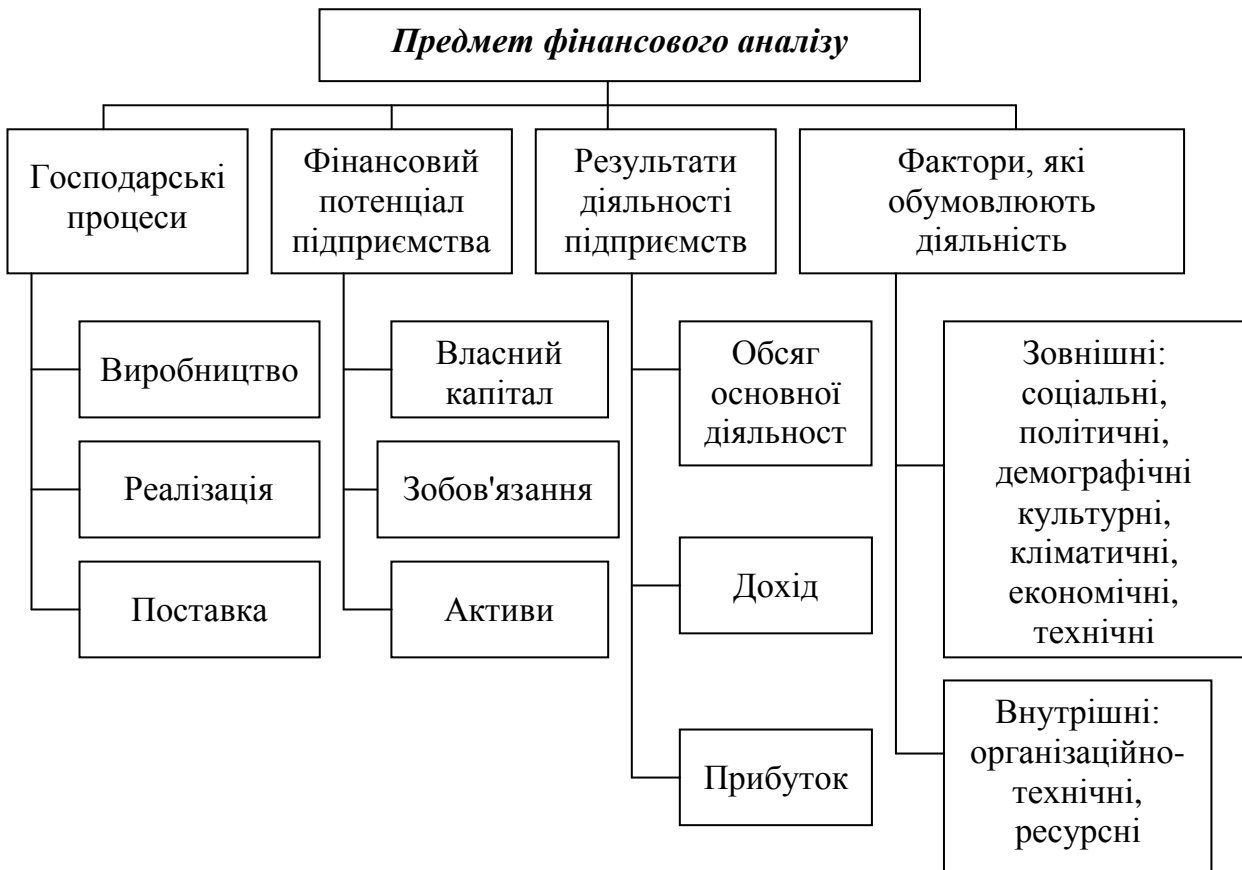 Предмет фінансового аналізу
Господарські
процеси
Фінансовий
потенціал
підприємства
Результати
діяльності
підприємств
Фактори, які
обумовлюють
діяльність
Виробництво
Реалізація
Поставка
Власний
капітал
Зобов'язання
Активи
Обсяг
основної
діяльност
Дохід
Прибуток
Зовнішні:
соціальні,
політичні,
демографічні
культурні,
кліматичні,
економічні,
технічні
Внутрішні:
організаційно-
технічні,
ресурсні